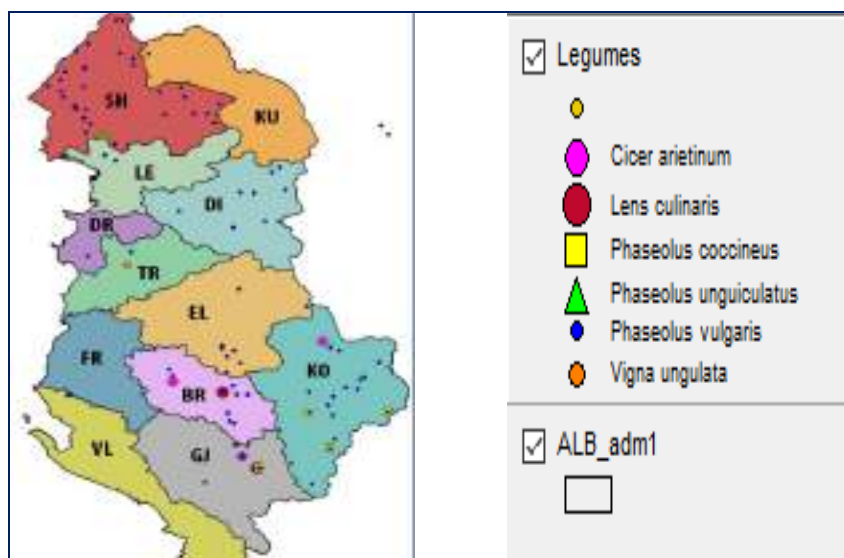 SH
KU
LE
DI
DR
TR
EL
FR
KO
BR
VL
GJ
Legumes
Cicer arietinum
Lens culinaris
Phaseolus coccineus
Phaseolus unguiculatus
Phaseolus vulgaris
Vigna ungulata
ALB_adm1